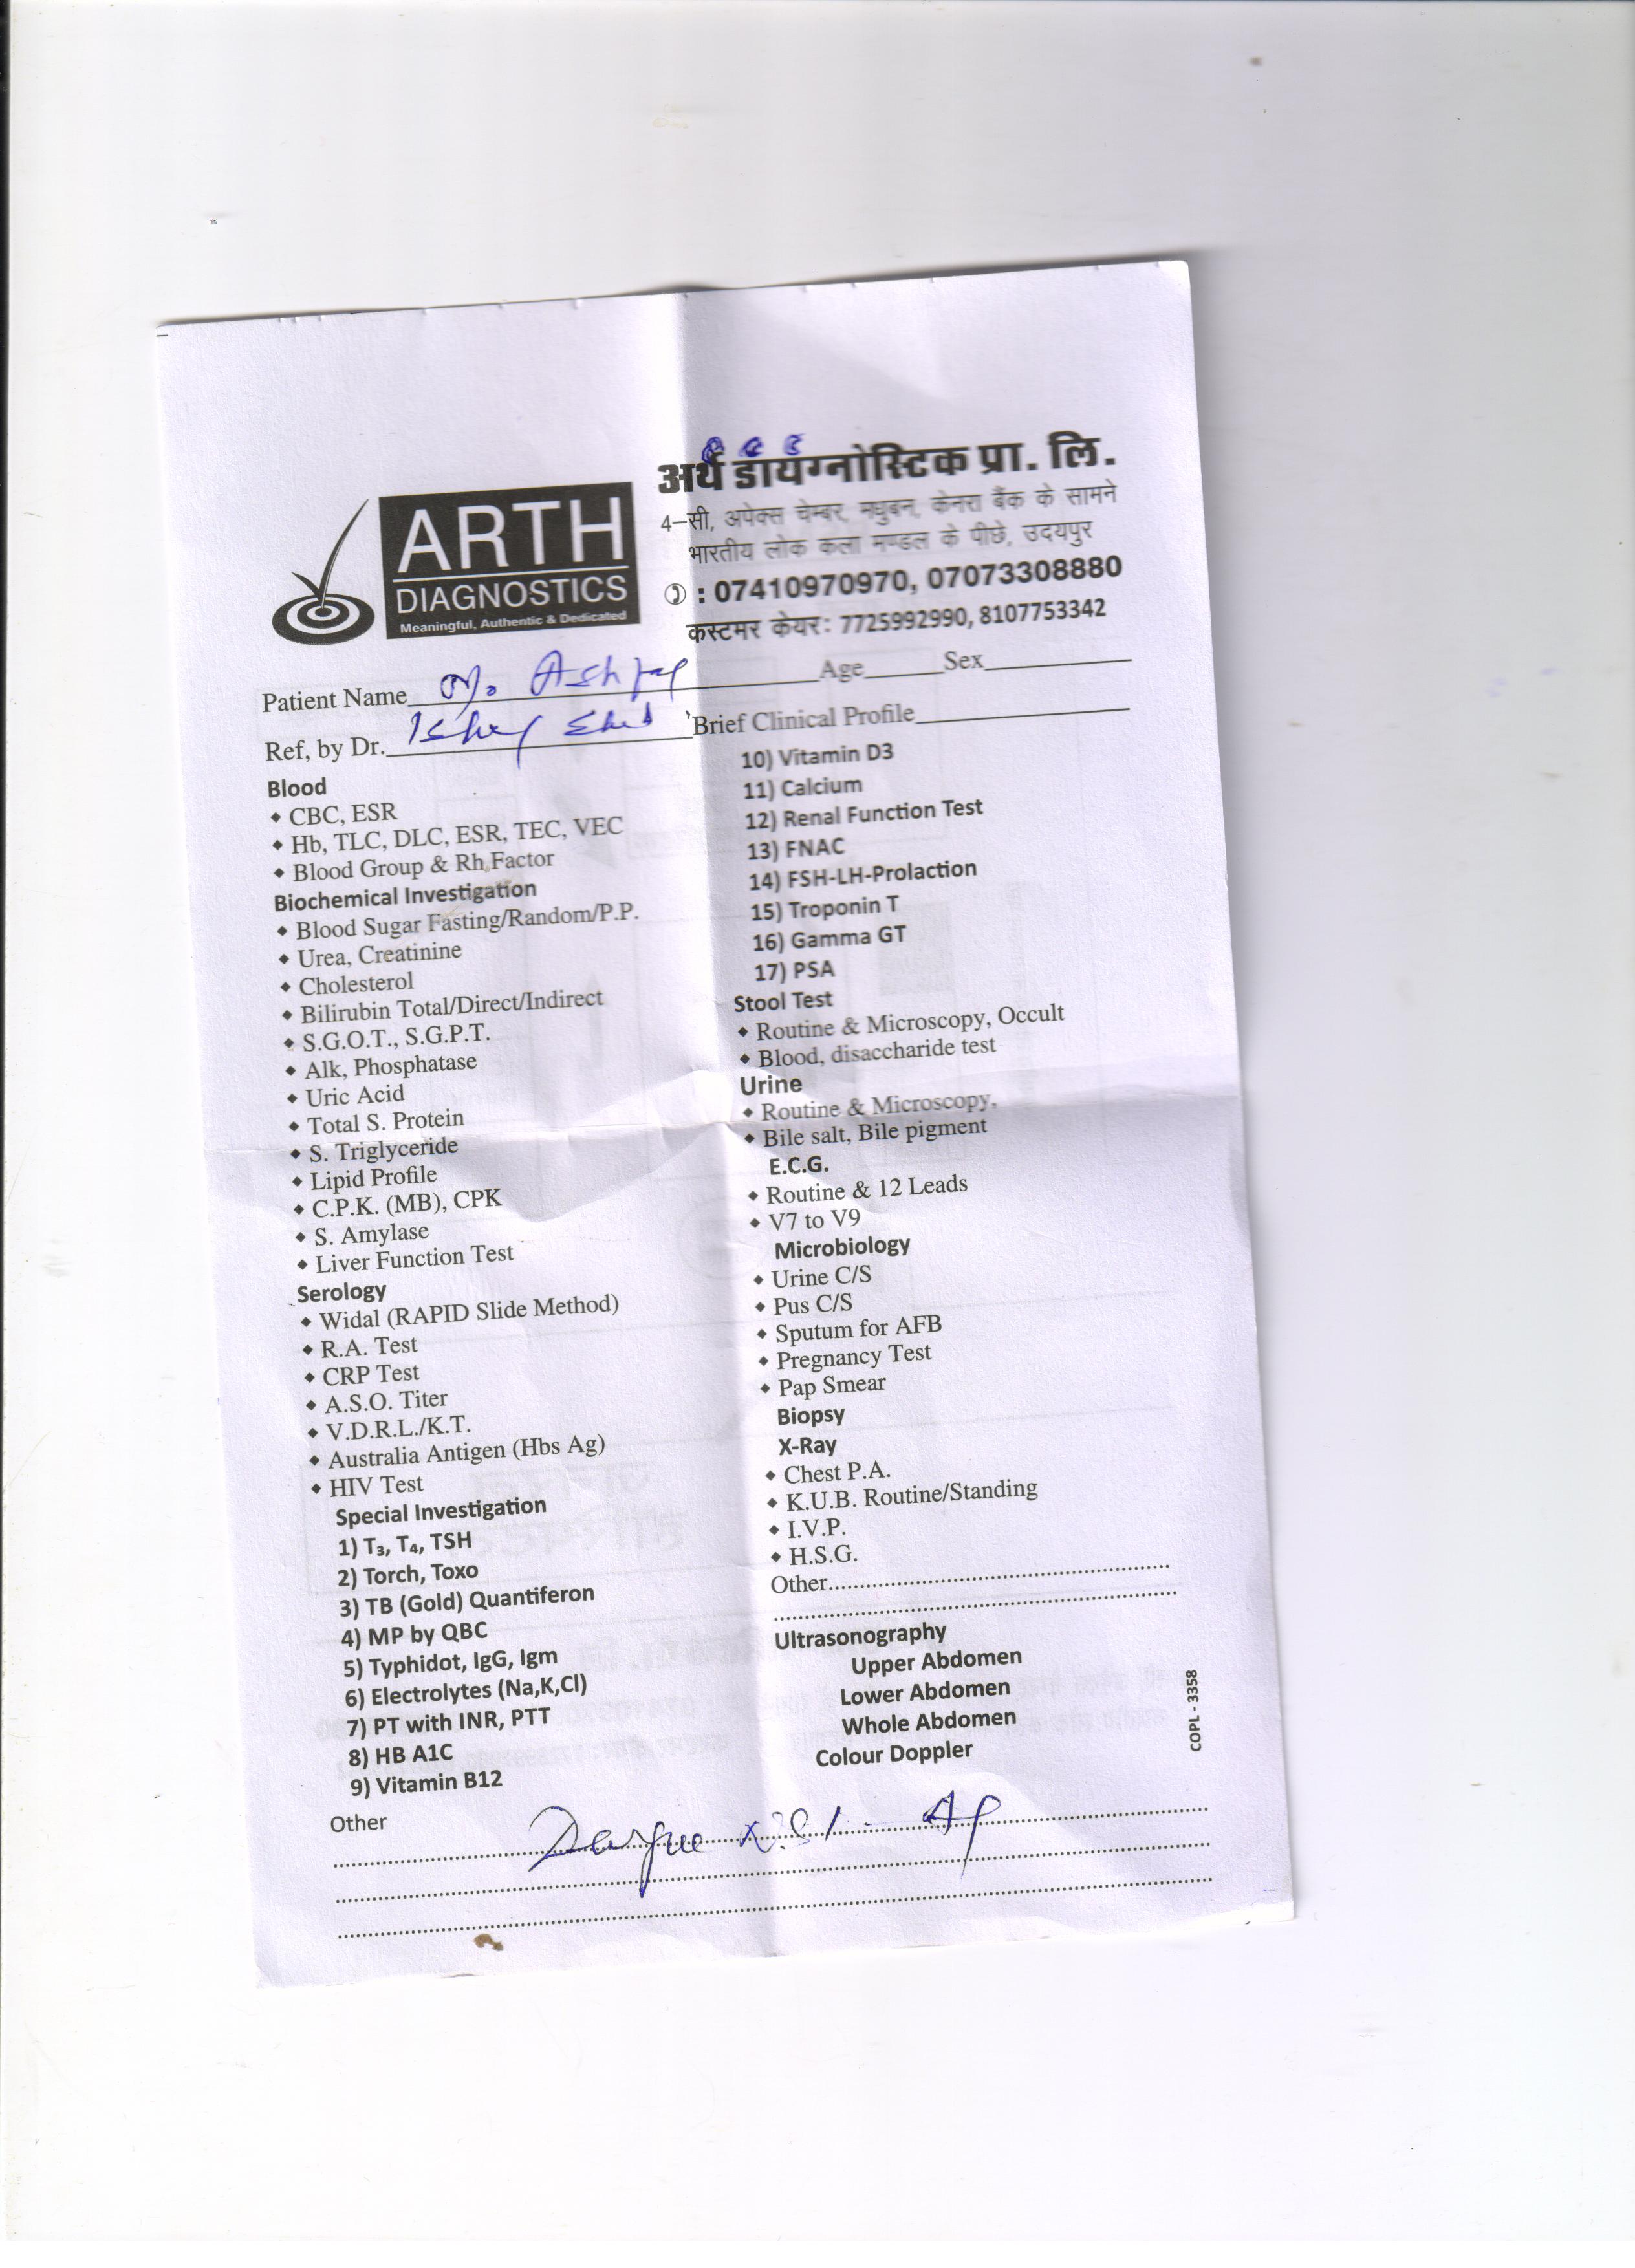 अर्थ डायग्नोस्टिक प्रा. लि.
4–सी, अपेक्स चेम्बर, मधुबन, केनरा बैंक के सामने
भारतीय लोक कला मण्डल के पीछे, उदयपुर
: 07410970970, 07073308880
कस्टमर केयर: 7725992990, 8107753342
ARTH
DIAGNOSTICS
Meaningful, Authentic & Dedicated
Patient Name Mo. Age Sex
Ref, by Dr. Brief Clinical Profile
Blood
CBC, ESR
Hb, TLC, DLC, ESR, TEC, VEC
Blood Group & Rh Factor
Biochemical Investigation
Blood Sugar Fasting/Random/P.P.
Urea, Creatinine
Cholesterol
Bilirubin Total/Direct/Indirect
S.G.O.T., S.G.P.T.
Alk, Phosphatase
Uric Acid
Total S. Protein
S. Triglyceride
Lipid Profile
C.P.K. (MB), CPK
S. Amylase
Liver Function Test
Serology
Widal (RAPID Slide Method)
R.A. Test
CRP Test
A.S.O. Titer
V.D.R.L./K.T.
Australia Antigen (Hbs Ag)
HIV Test
Special Investigation
1) T₃, T₄, TSH
2) Torch, Toxo
3) TB (Gold) Quantiferon
4) MP by QBC
5) Typhidot, IgG, Igm
6) Electrolytes (Na,K,Cl)
7) PT with INR, PTT
8) HB A1C
9) Vitamin B12
10) Vitamin D3
11) Calcium
12) Renal Function Test
13) FNAC
14) FSH-LH-Prolaction
15) Troponin T
16) Gamma GT
17) PSA
Stool Test
Routine & Microscopy, Occult
Blood, disaccharide test
Urine
Routine & Microscopy,
Bile salt, Bile pigment
E.C.G.
Routine & 12 Leads
V7 to V9
Microbiology
Urine C/S
Pus C/S
Sputum for AFB
Pregnancy Test
Pap Smear
Biopsy
X-Ray
Chest P.A.
K.U.B. Routine/Standing
I.V.P.
H.S.G.
Other
Ultrasonography
Upper Abdomen
Lower Abdomen
Whole Abdomen
Colour Doppler
COPL - 3358
Other
Dengue